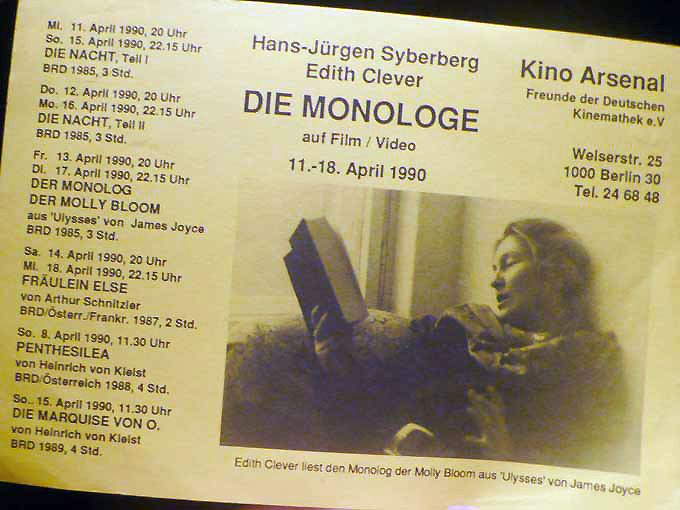 Mi. 11. April 1990, 20 Uhr
So. 15. April 1990, 22.15 Uhr
DIE NACHT, Teil I
BRD 1985, 3 Std.
Do. 12. April 1990, 20 Uhr
Mo. 16. April 1990, 22.15 Uhr
DIE NACHT, Teil II
BRD 1985, 3 Std.
Fr. 13. April 1990, 20 Uhr
Di. 17. April 1990, 22.15 Uhr
DER MONOLOG
DER MOLLY BLOOM
aus 'Ulysses' von James Joyce
BRD 1985, 3 Std.
Sa. 14. April 1990, 20 Uhr
Mi. 18. April 1990, 22.15 Uhr
FRÄULEIN ELSE
von Arthur Schnitzler
BRD/Österr./Frankr. 1987, 2 Std.
So. 8. April 1990, 11.30 Uhr
PENTHESILEA
von Heinrich von Kleist
BRD/Österreich 1988, 4 Std.
So.. 15. April 1990, 11.30 Uhr
DIE MARQUISE VON O.
von Heinrich von Kleist
BRD 1989, 4 Std.
Hans-Jürgen Syberberg
Edith Clever
DIE MONOLOGE
auf Film / Video
11.-18. April 1990
Kino Arsenal
Freunde der Deutschen
Kinemathek e.V
Welserstr. 25
1000 Berlin 30
Tel. 24 68 48
Edith Clever liest den Monolog der Molly Bloom aus 'Ulysses' von James Joyce